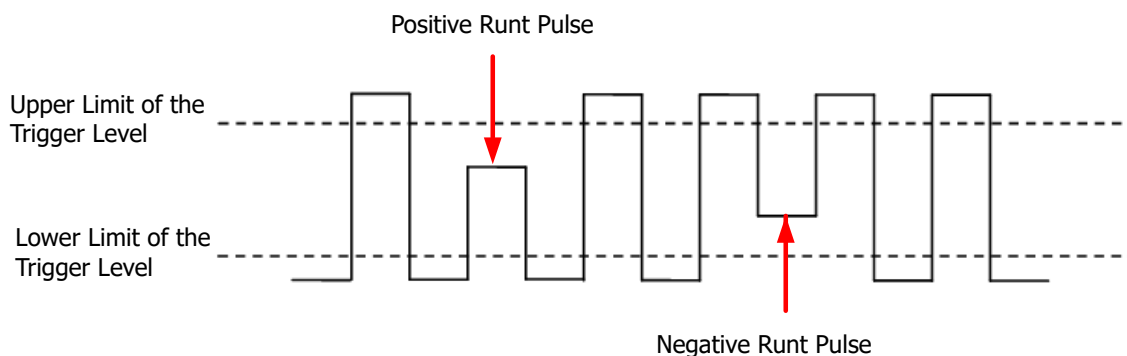 Positive Runt Pulse
Upper Limit of the
Trigger Level
Lower Limit of the
Trigger Level
Negative Runt Pulse